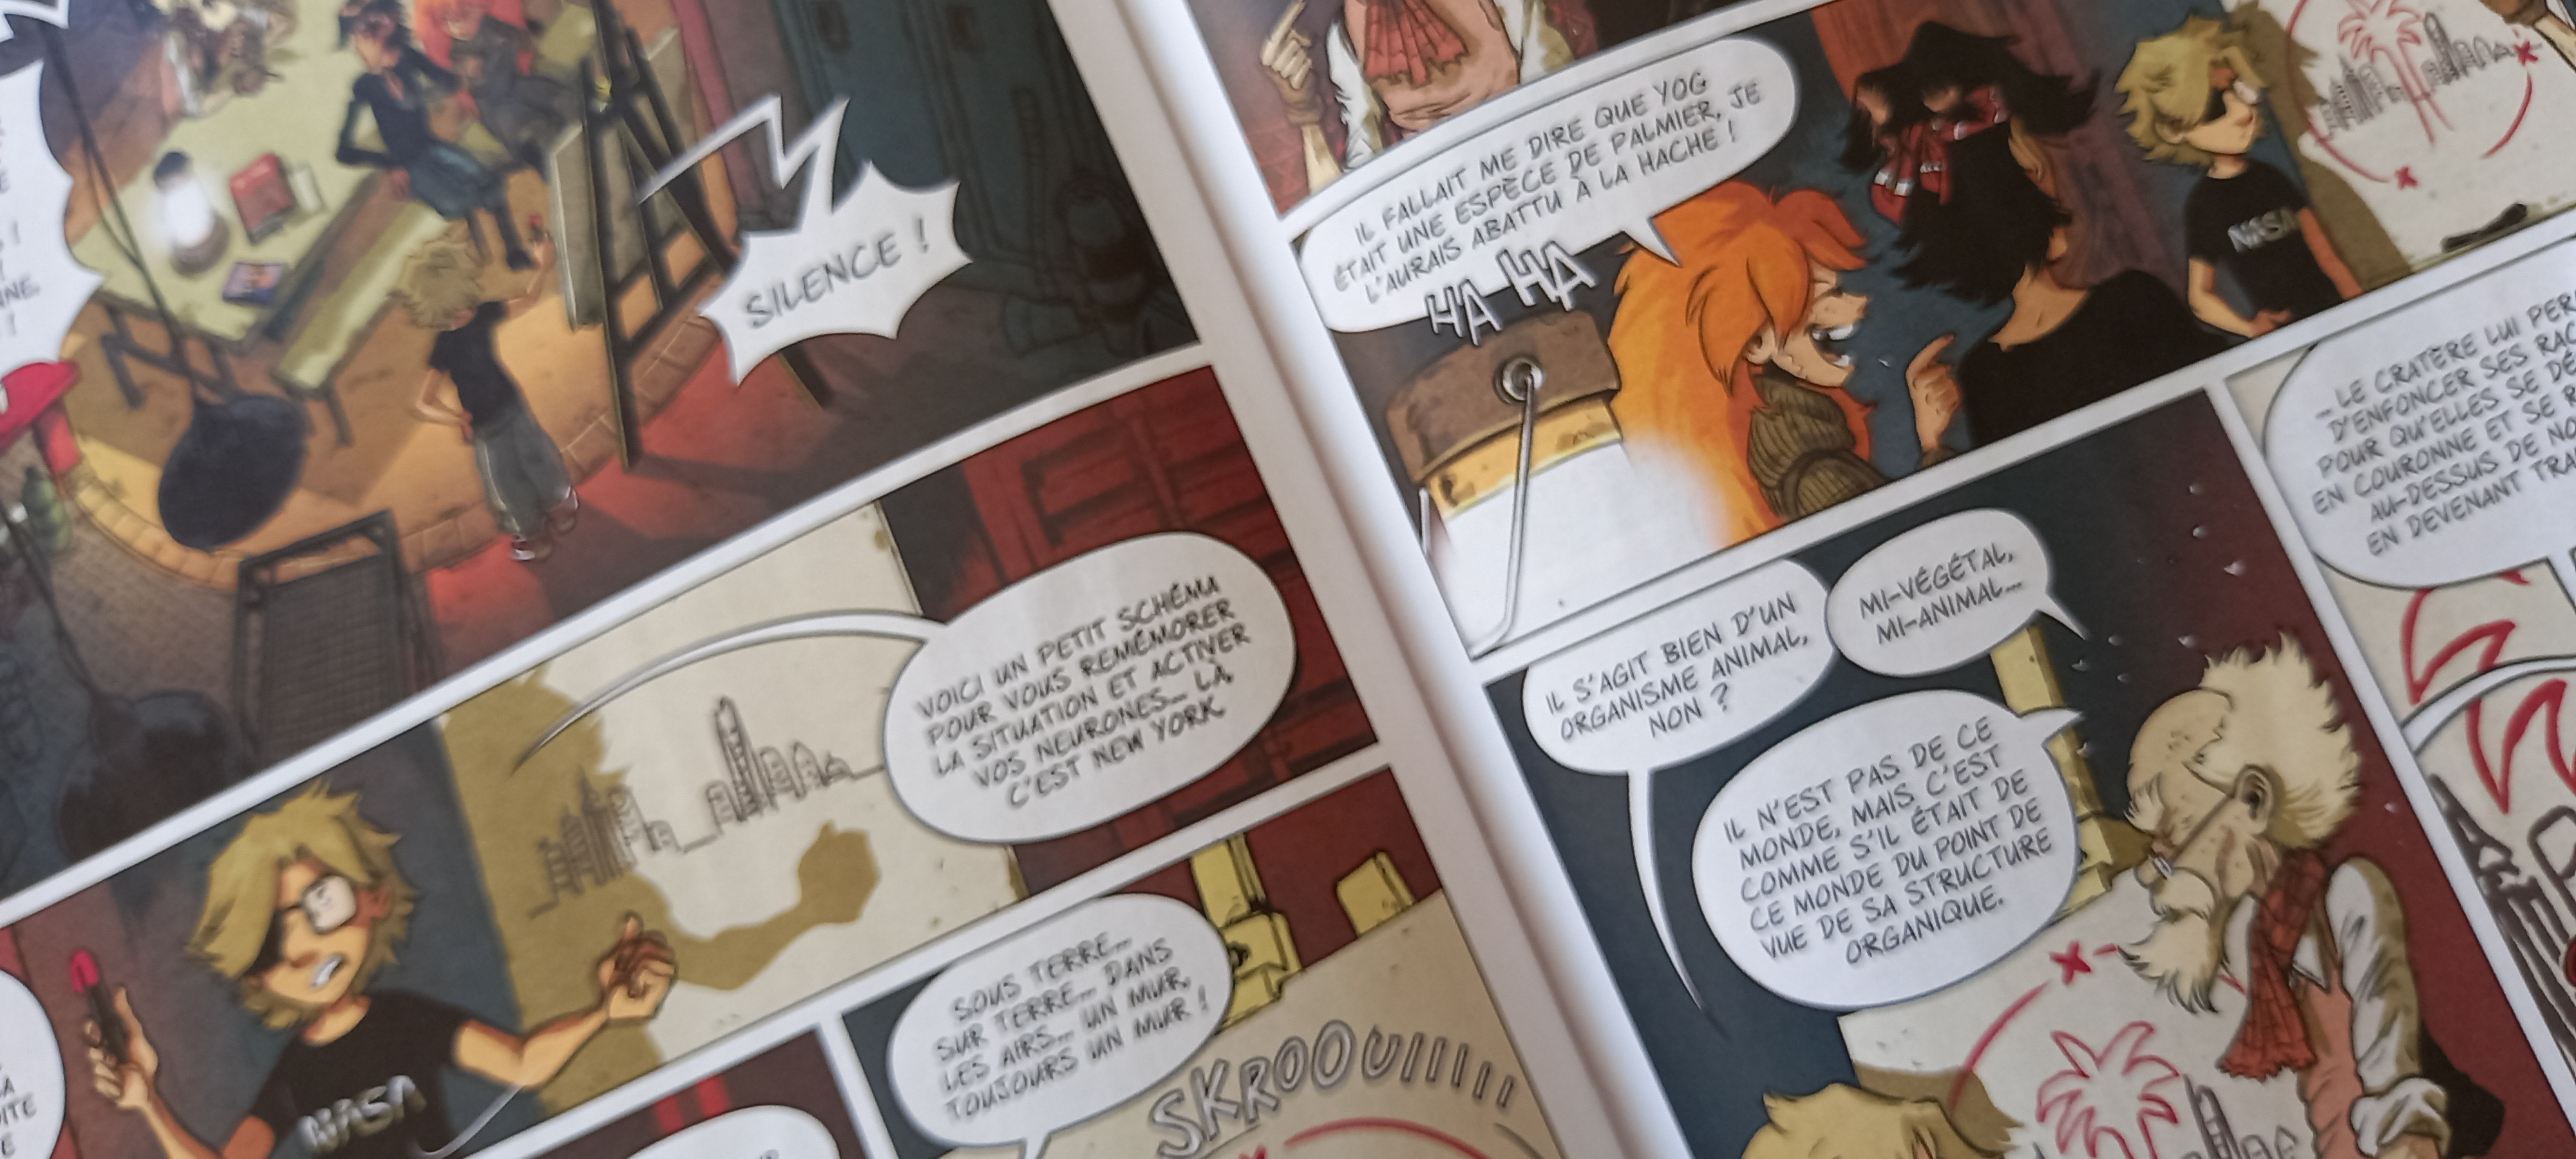 SILENCE !
NASA
VOICI UN PETIT SCHÉMA
POUR VOUS REMÉMORER
LA SITUATION ET ACTIVER
VOS NEURONES... LÀ,
C'EST NEW YORK.
SOUS TERRE...
SUR TERRE... DANS
LES AIRS... UN MUR,
TOUJOURS UN MUR !
SKROOUIIIII
IL FALLAIT ME DIRE QUE YOG
ÉTAIT UNE ESPÈCE DE PALMIER, JE
L'AURAIS ABATTU À LA HACHE !
HA HA
NASA
IL S'AGIT BIEN D'UN
ORGANISME ANIMAL,
NON ?
MI-VÉGÉTAL,
MI-ANIMAL...
IL N'EST PAS DE CE
MONDE, MAIS C'EST
COMME S'IL ÉTAIT DE
CE MONDE DU POINT DE
VUE DE SA STRUCTURE
ORGANIQUE.
LE CRATÈRE LUI
D'ENFONCER SES
POUR QU'ELLES SE
EN COURONNE ET SE
AU-DESSUS DE
EN DEVENANT